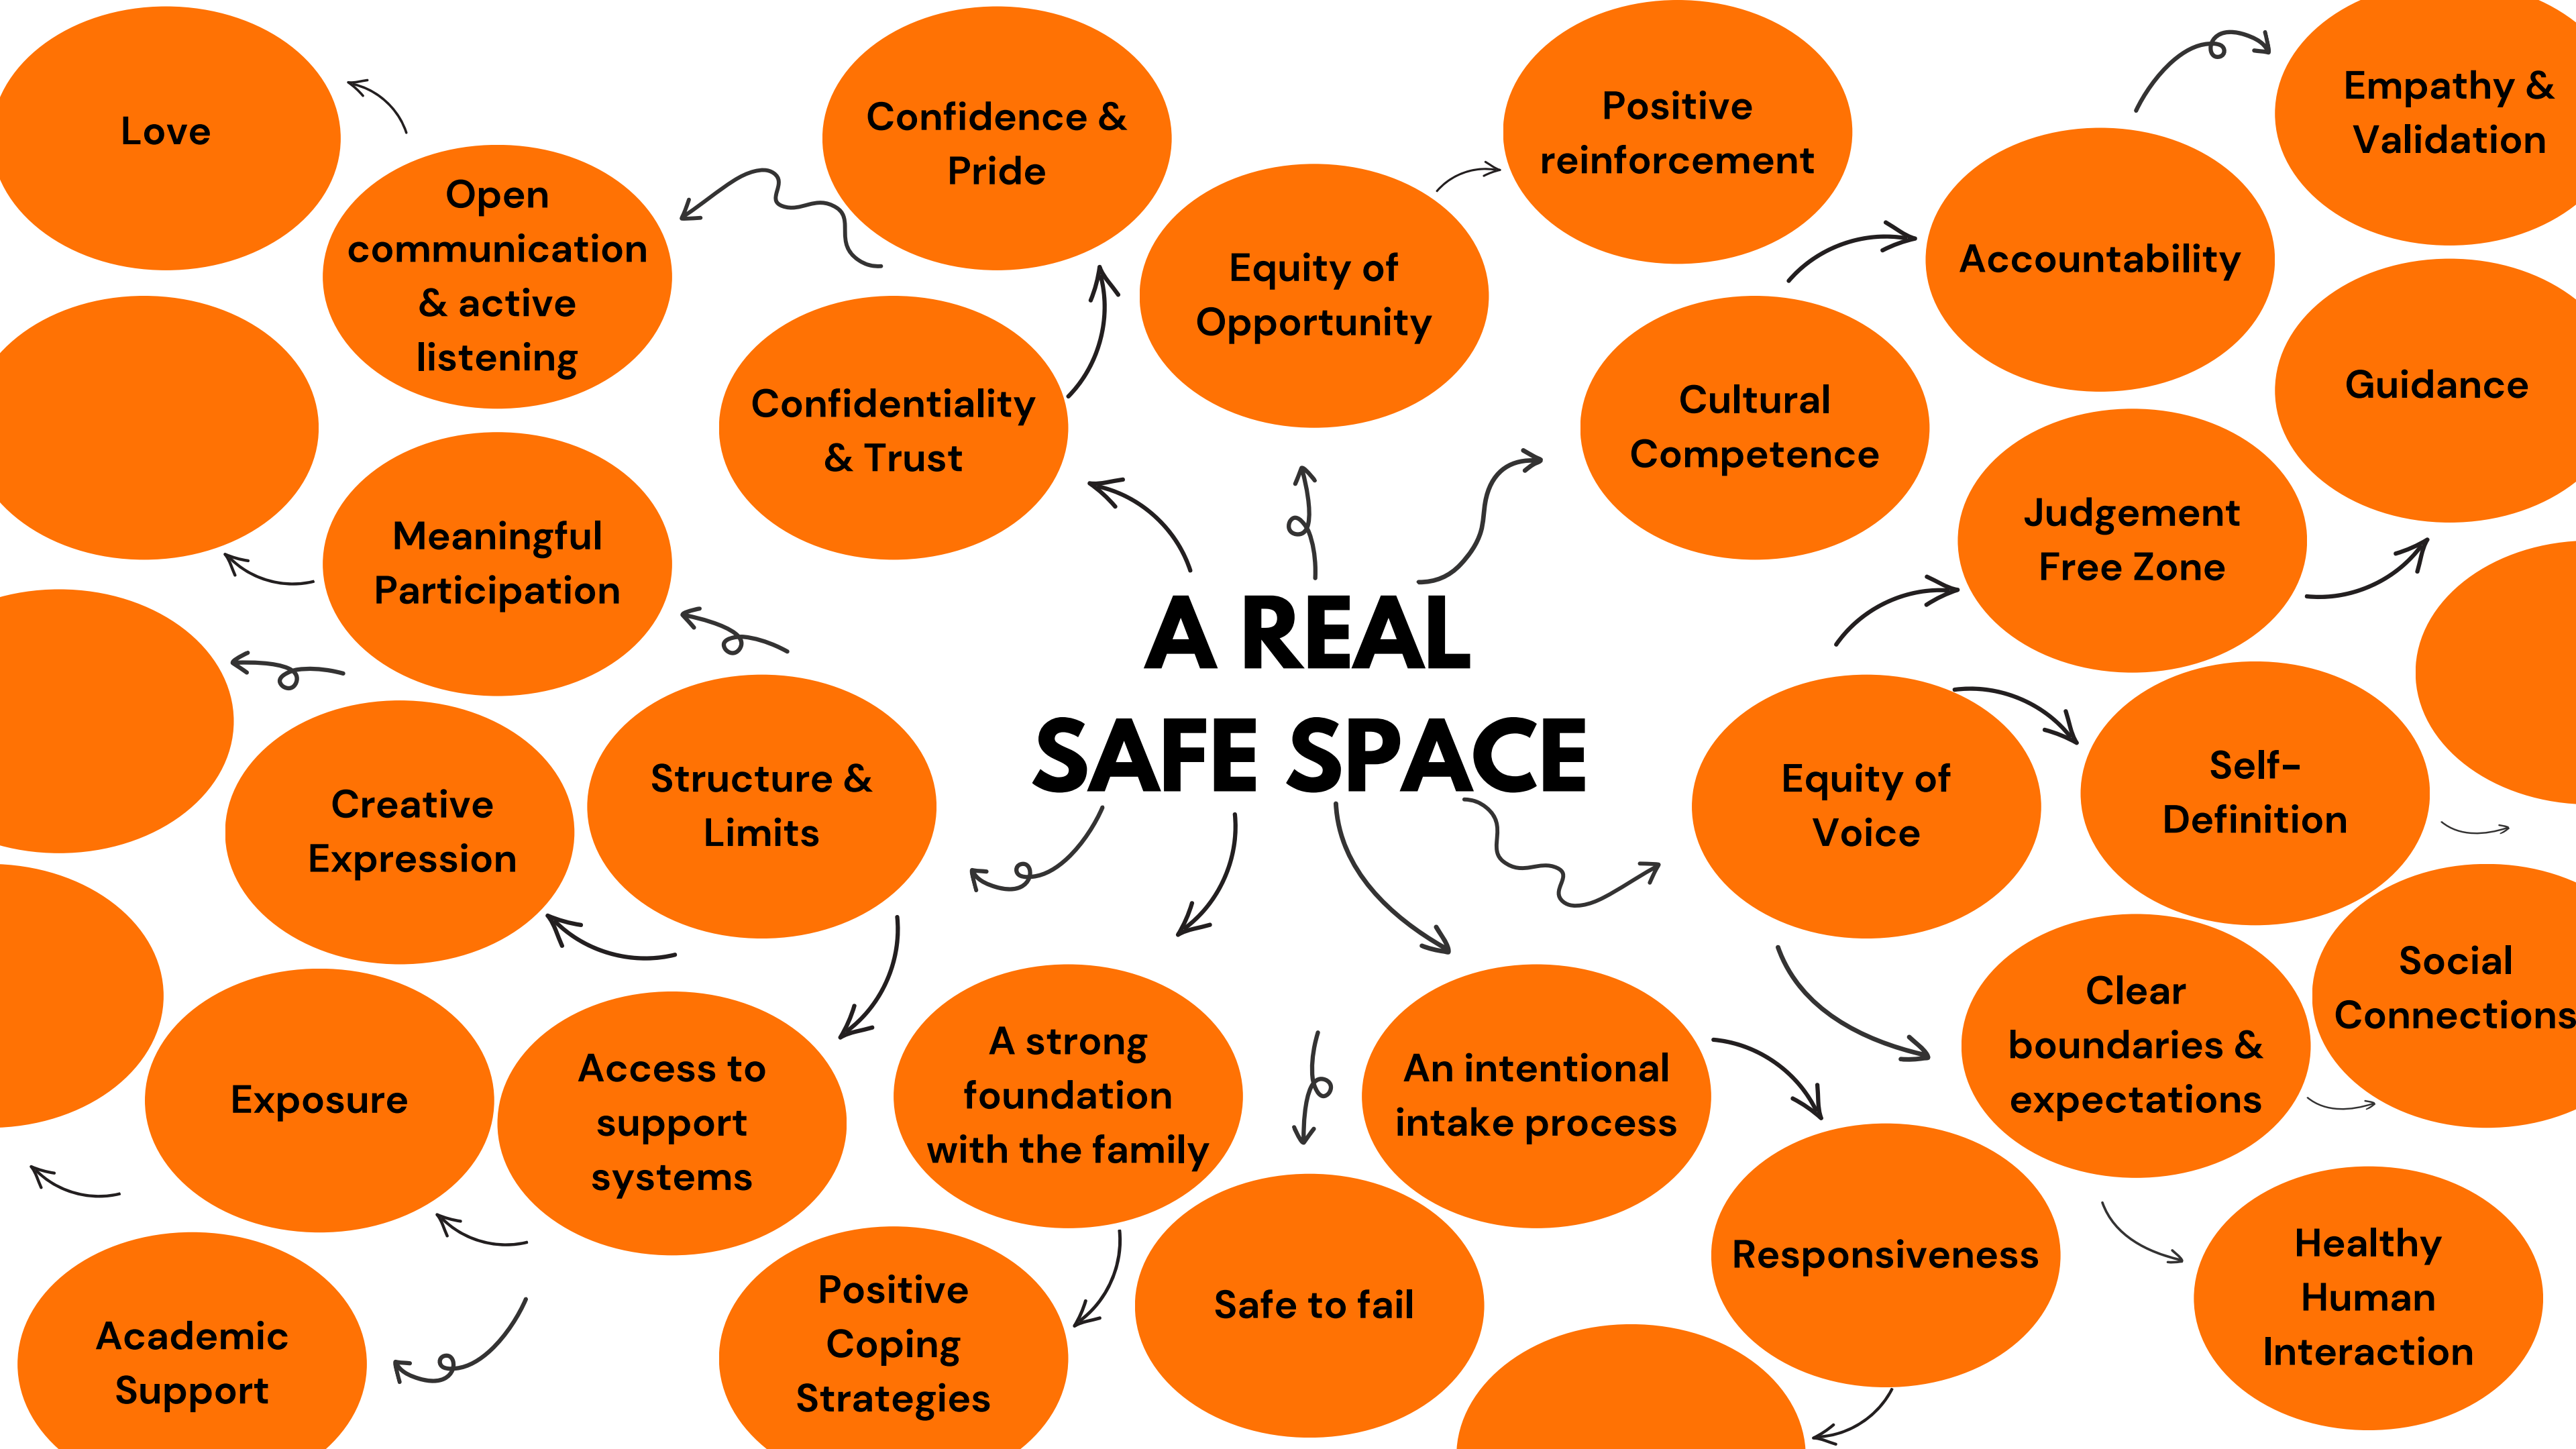 Love
Open
communication
& active
listening
Confidence &
Pride
Confidentiality
& Trust
Equity of
Opportunity
Positive
reinforcement
Cultural
Competence
Accountability
Empathy &
Validation
Guidance
Judgement
Free Zone
Meaningful
Participation
A REAL
SAFE SPACE
Creative
Expression
Structure &
Limits
Equity of
Voice
Self-
Definition
Social
Connections
Clear
boundaries &
expectations
Exposure
Access to
support
systems
A strong
foundation
with the family
An intentional
intake process
Responsiveness
Healthy
Human
Interaction
Academic
Support
Positive
Coping
Strategies
Safe to fail